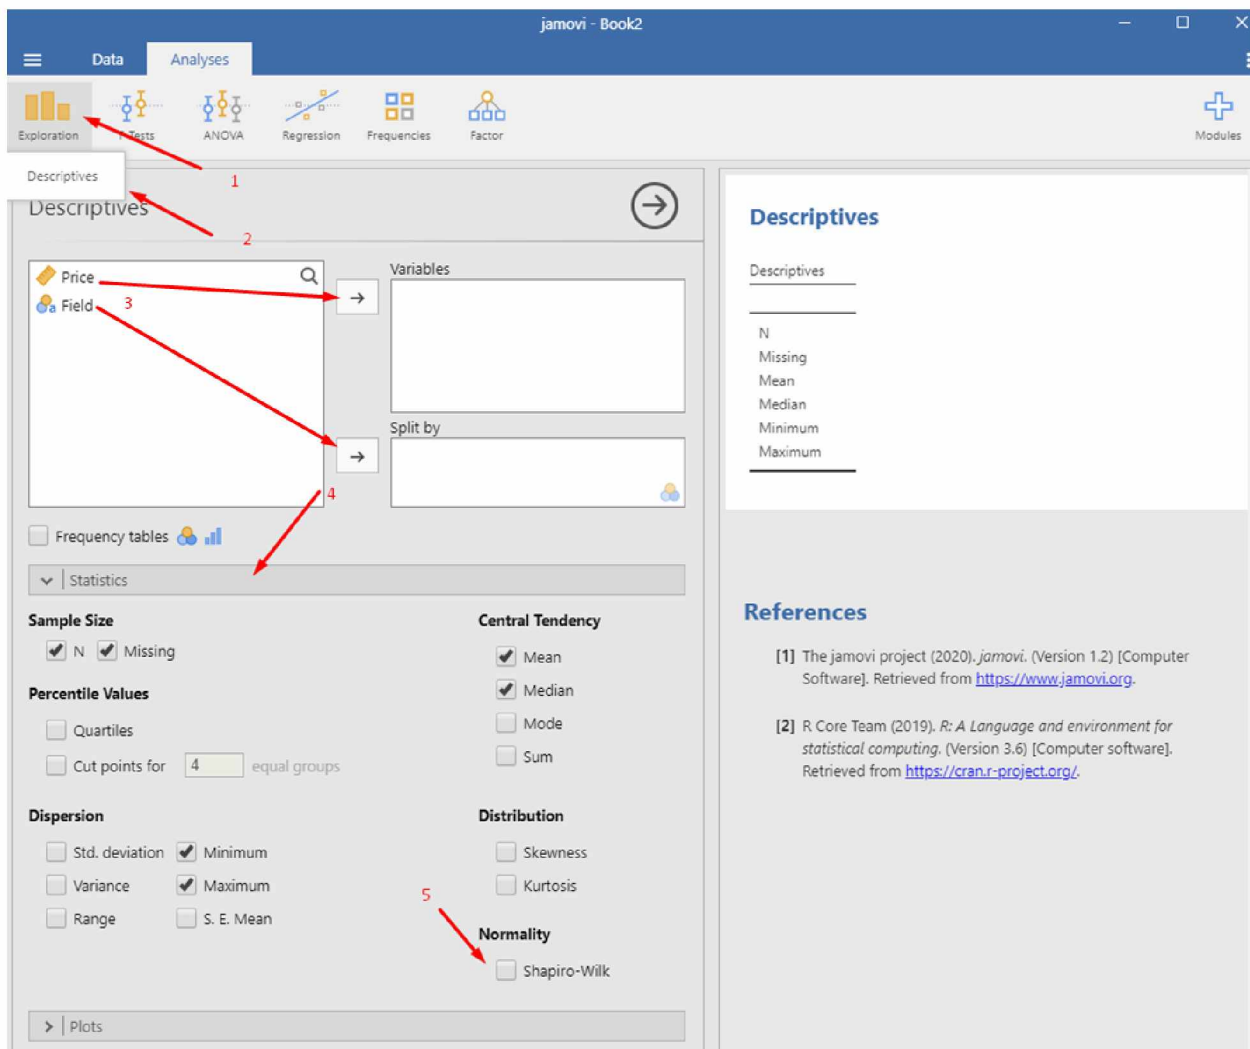 jamovi - Book2
Data Analyses
Exploration T-Tests ANOVA Regression Frequencies Factor Modules
Descriptives
1
2
Descriptives
Price
Field
3
Variables
Split by
4
Frequency tables
Statistics
Sample Size
N Missing
Percentile Values
Quartiles
Cut points for 4 equal groups
Dispersion
Std. deviation Minimum
Variance Maximum
Range S. E. Mean
Central Tendency
Mean
Median
Mode
Sum
Distribution
Skewness
Kurtosis
5
Normality
Shapiro-Wilk
Plots
Descriptives
Descriptives
N
Missing
Mean
Median
Minimum
Maximum
References
[1] The jamovi project (2020). jamovi. (Version 1.2) [Computer
Software]. Retrieved from https://www.jamovi.org.
[2] R Core Team (2019). R: A Language and environment for
statistical computing. (Version 3.6) [Computer software].
Retrieved from https://cran.r-project.org/.